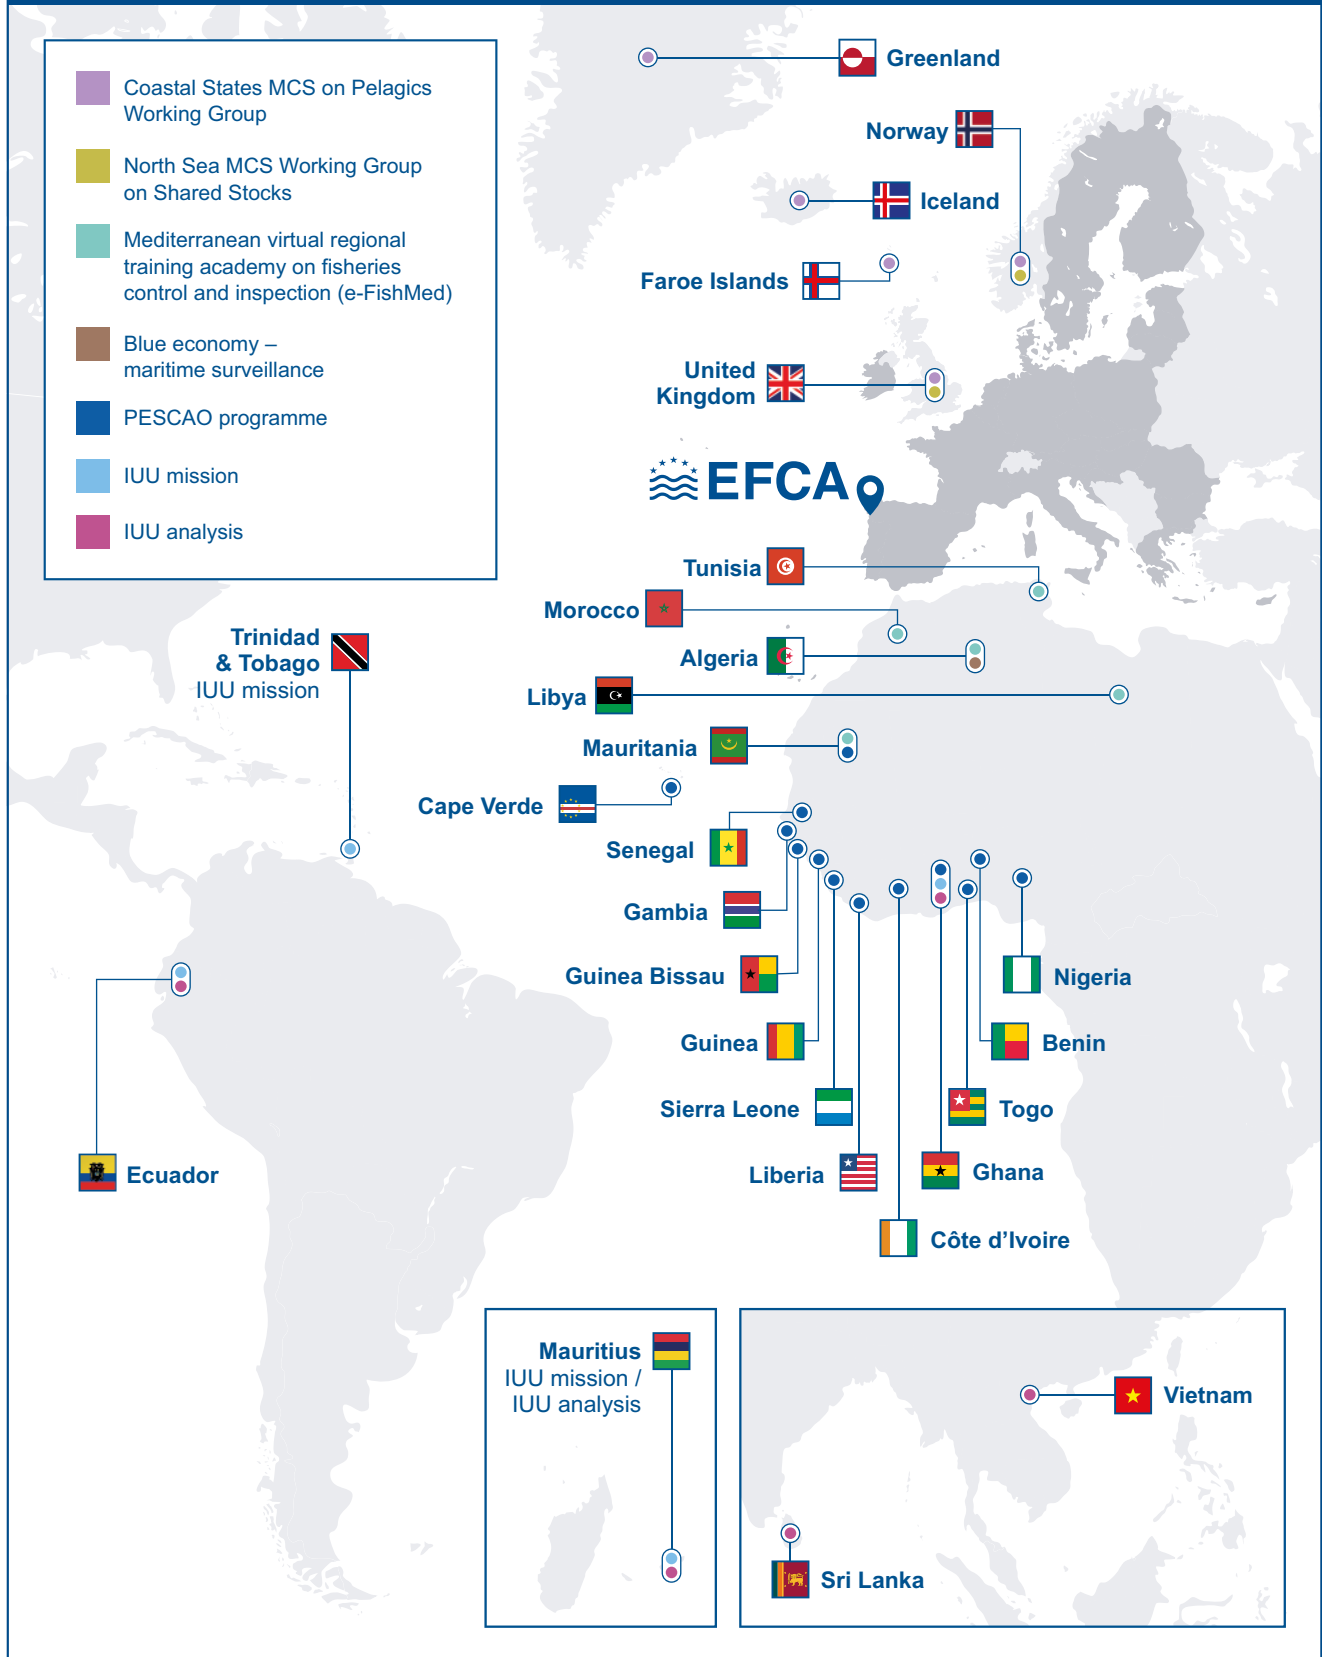 Coastal States MCS on Pelagics
Working Group
North Sea MCS Working Group
on Shared Stocks
Mediterranean virtual regional
training academy on fisheries
control and inspection (e-FishMed)
Blue economy –
maritime surveillance
PESCAO programme
IUU mission
IUU analysis
Greenland
Norway
Iceland
Faroe Islands
United
Kingdom
EFCA
Tunisia
Morocco
Algeria
Libya
Mauritania
Cape Verde
Senegal
Gambia
Guinea Bissau
Guinea
Sierra Leone
Liberia
Côte d’Ivoire
Ghana
Togo
Benin
Nigeria
Trinidad
& Tobago
IUU mission
Ecuador
Mauritius
IUU mission /
IUU analysis
Vietnam
Sri Lanka